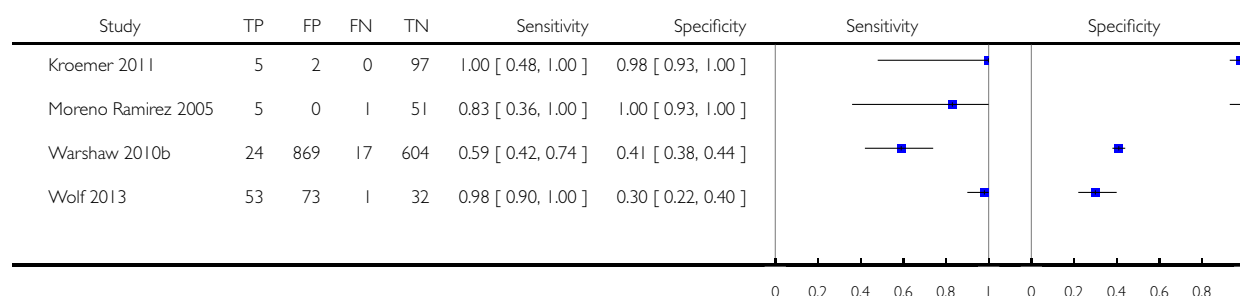 Study TP FP FN TN Sensitivity Specificity Sensitivity Specificity
Kroemer 2011 5 2 0 97 1.00 [ 0.48, 1.00 ] 0.98 [ 0.93, 1.00 ]
Moreno Ramirez 2005 5 0 1 51 0.83 [ 0.36, 1.00 ] 1.00 [ 0.93, 1.00 ]
Warshaw 2010b 24 869 17 604 0.59 [ 0.42, 0.74 ] 0.41 [ 0.38, 0.44 ]
Wolf 2013 53 73 1 32 0.98 [ 0.90, 1.00 ] 0.30 [ 0.22, 0.40 ]
0 0.2 0.4 0.6 0.8 1 0 0.2 0.4 0.6 0.8